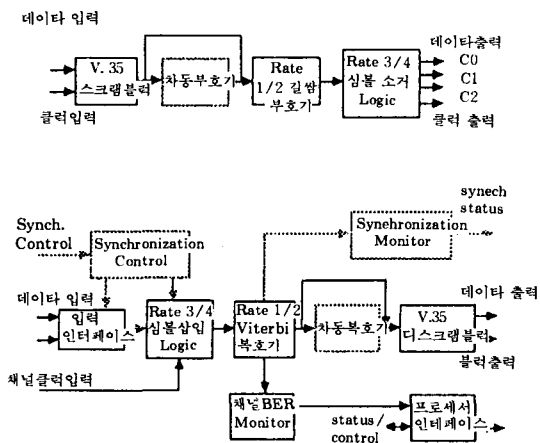 데이타 입력
V. 35
스크램블럭
클럭입력
차동부호기
Rate
1/2 길쌈
부호기
Rate 3/4
심볼 소거
Logic
데이타출력
C0
C1
C2
클럭 출력
Synch.
Control
Synchronization
Control
synech
status
Synehronization
Monitor
데이타 입력
입력
인터페이스
Rate 3/4
심볼삽입
Logic
Rate 1/2
Viterbi
복호기
차동복호기
V.35
디스크램블럭
데이타 출력
블럭출력
채널클럭입력
채널BER
Monitor
status/
control
프로세서
인테페이스